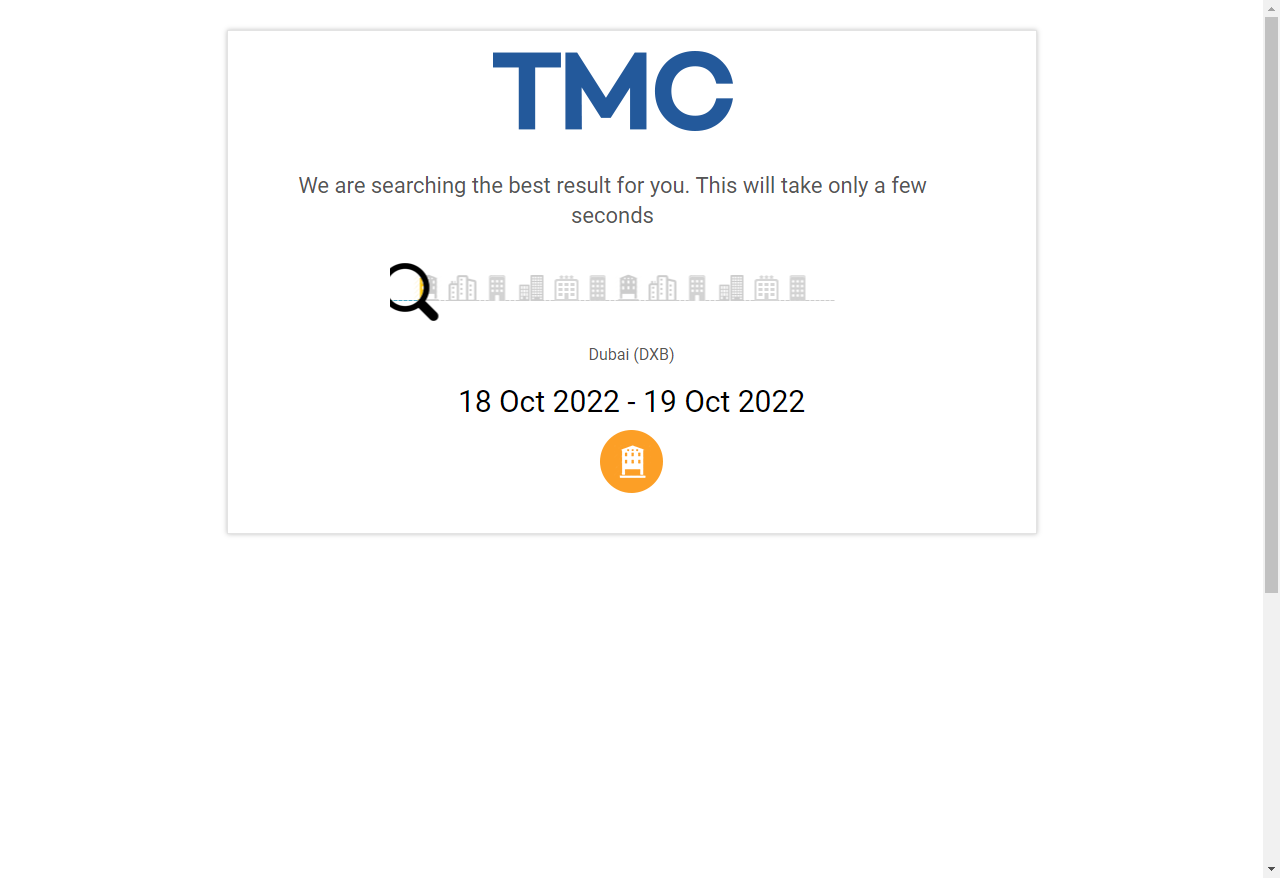 TMC
We are searching the best result for you. This will take only a few
seconds
Dubai (DXB)
18 Oct 2022 - 19 Oct 2022